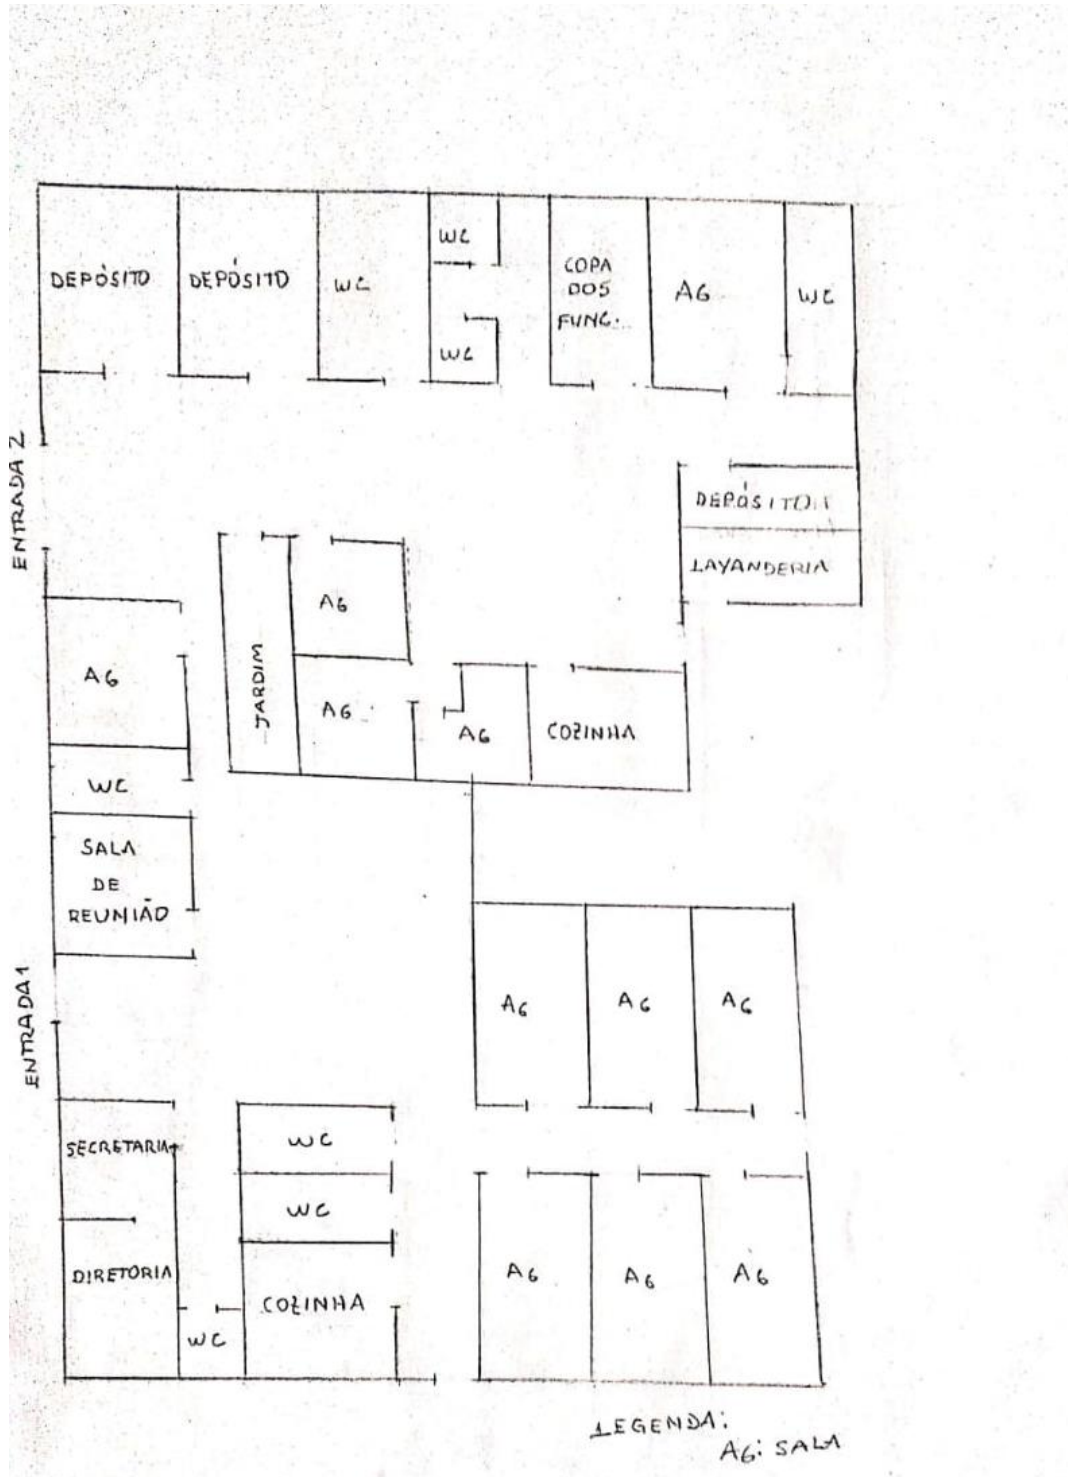 DEPÓSITO
DEPÓSITO
WC
WC
WC
COPA
DOS
FUNC.
A6
WC
ENTRADA 2
DEPÓSITO
LAVANDERIA
A6
A6
JARDIM
A6
A6
COZINHA
WC
SALA
DE
REUNIÃO
ENTRADA 1
A6
A6
A6
SECRETARIA
WC
WC
DIRETORIA
COZINHA
WC
A6
A6
A6
LEGENDA:
A6: SALA